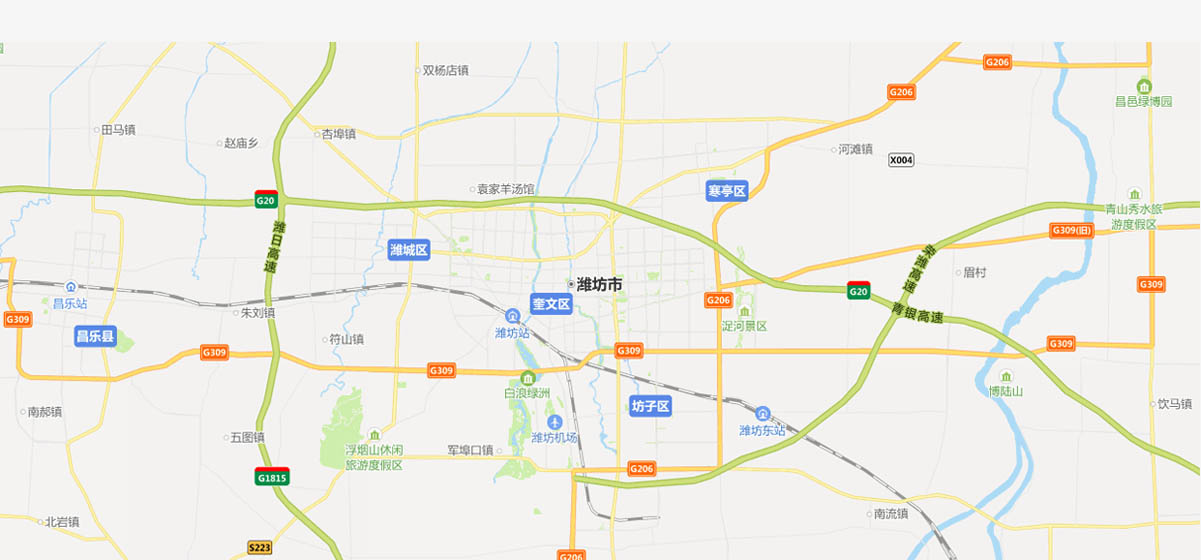 G206
双杨店镇
G206
昌邑绿博园
田马镇
杏埠镇
赵庙乡
河滩镇
X004
袁家羊汤馆
寒亭区
G20
青山秀水旅
游度假区
潍日高速
G309(旧)
潍城区
荣潍高速
眉村
潍坊市
昌乐站
G20
G309
奎文区
G206
朱刘镇
G309
潍坊站
青银高速
淀河景区
昌乐县
符山镇
G309
G309
G309
G309
白浪绿洲
博陆山
南郝镇
坊子区
饮马镇
潍坊机场
潍坊东站
五图镇
浮烟山休闲
旅游度假区
军埠口镇
G206
G1815
北岩镇
南流镇
S223
G206